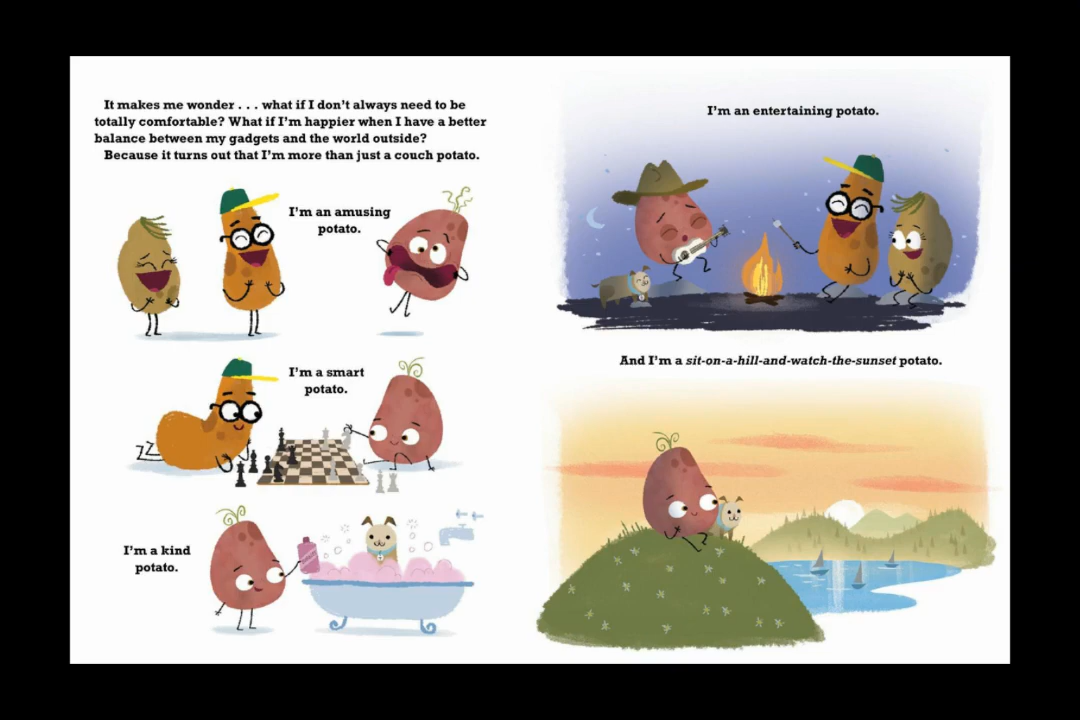 It makes me wonder . . . what if I don't always need to be
totally comfortable? What if I'm happier when I have a better
balance between my gadgets and the world outside?
Because it turns out that I'm more than just a couch potato.
I'm an amusing
potato.
I'm a smart
potato.
I'm a kind
potato.
I'm an entertaining potato.
And I'm a sit-on-a-hill-and-watch-the-sunset potato.